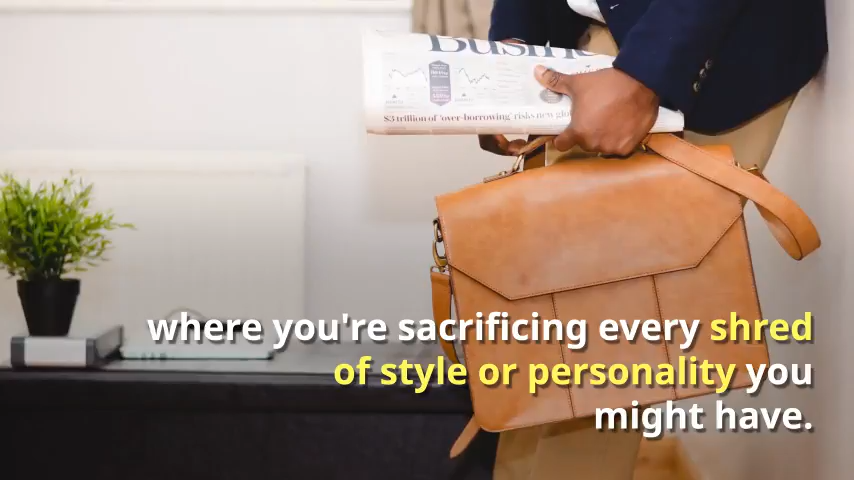 Busin
$3 trillion of 'over-borrowing' risks new glo
where you're sacrificing every shred
of style or personality you
might have.